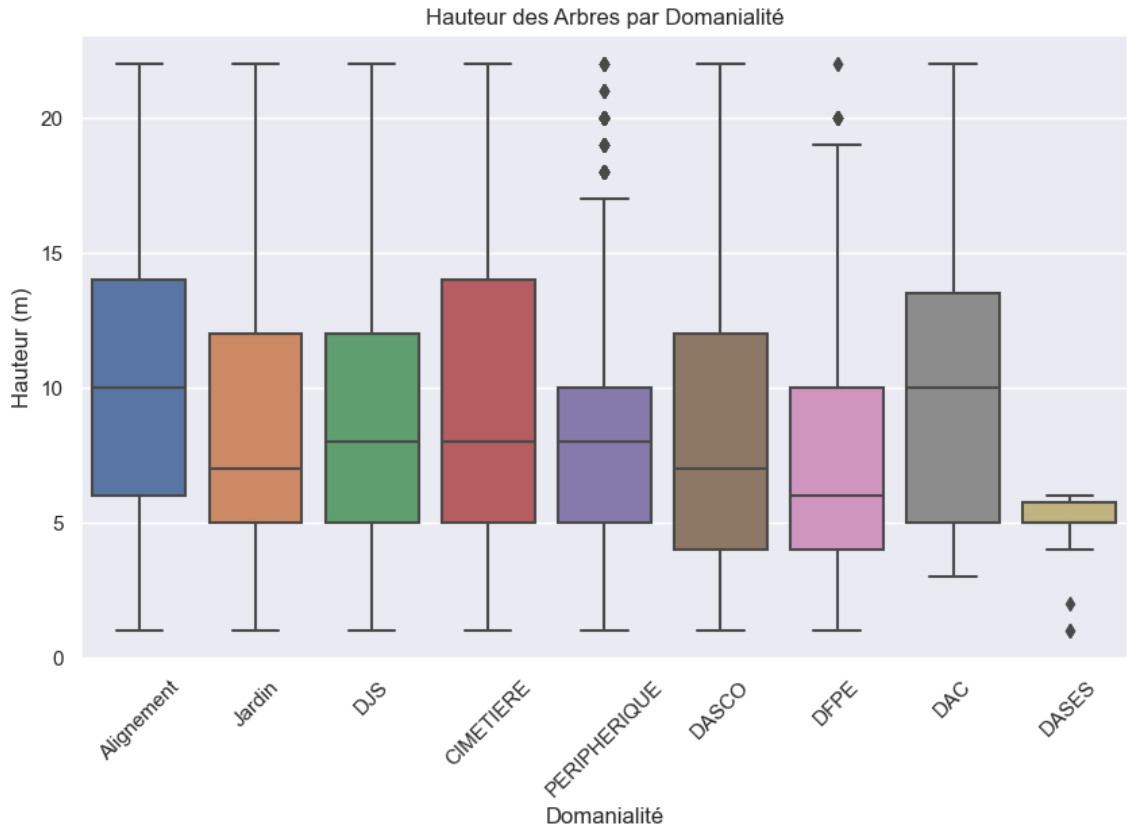 Hauteur des Arbres par Domanialité
Hauteur (m)
20
15
10
5
0
Alignement
Jardin
DJS
CIMETIERE
PERIPHERIQUE
DASCO
DFPE
DAC
DASES
Domanialité